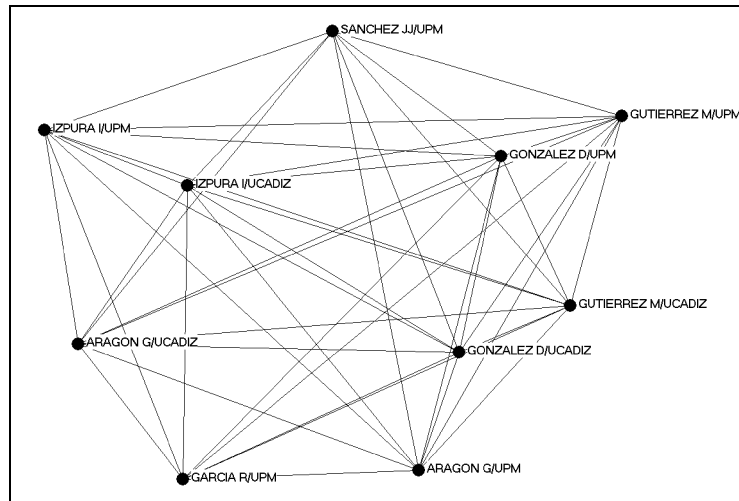 SANCHEZ JJ/UPM
GUTIERREZ M/UPM
IZPURA I/UPM
GONZALEZ D/UPM
IZPURA I/UCADIZ
GUTIERREZ M/UCADIZ
ARAGON G/UCADIZ
GONZALEZ D/UCADIZ
ARAGON G/UPM
GARCIA R/UPM